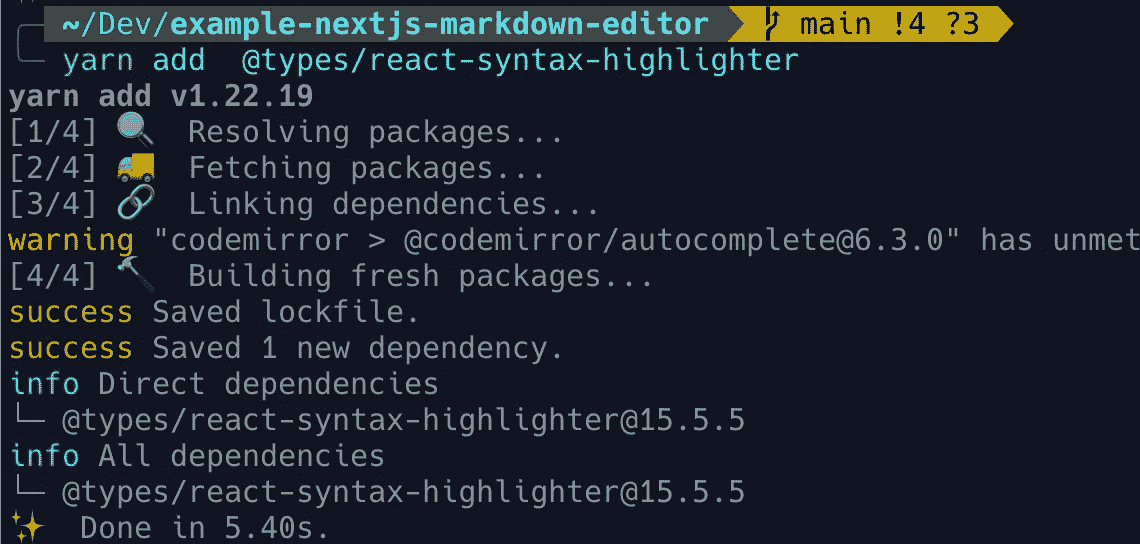 ~/Dev/example-nextjs-markdown-editor main !4 ?3
yarn add @types/react-syntax-highlighter
yarn add v1.22.19
[1/4] 🔍 Resolving packages...
[2/4] 🚚 Fetching packages...
[3/4] 🔗 Linking dependencies...
warning "codemirror > @codemirror/autocomplete@6.3.0" has unmet
[4/4] 🔨 Building fresh packages...
success Saved lockfile.
success Saved 1 new dependency.
info Direct dependencies
└─ @types/react-syntax-highlighter@15.5.5
info All dependencies
└─ @types/react-syntax-highlighter@15.5.5
✨ Done in 5.40s.